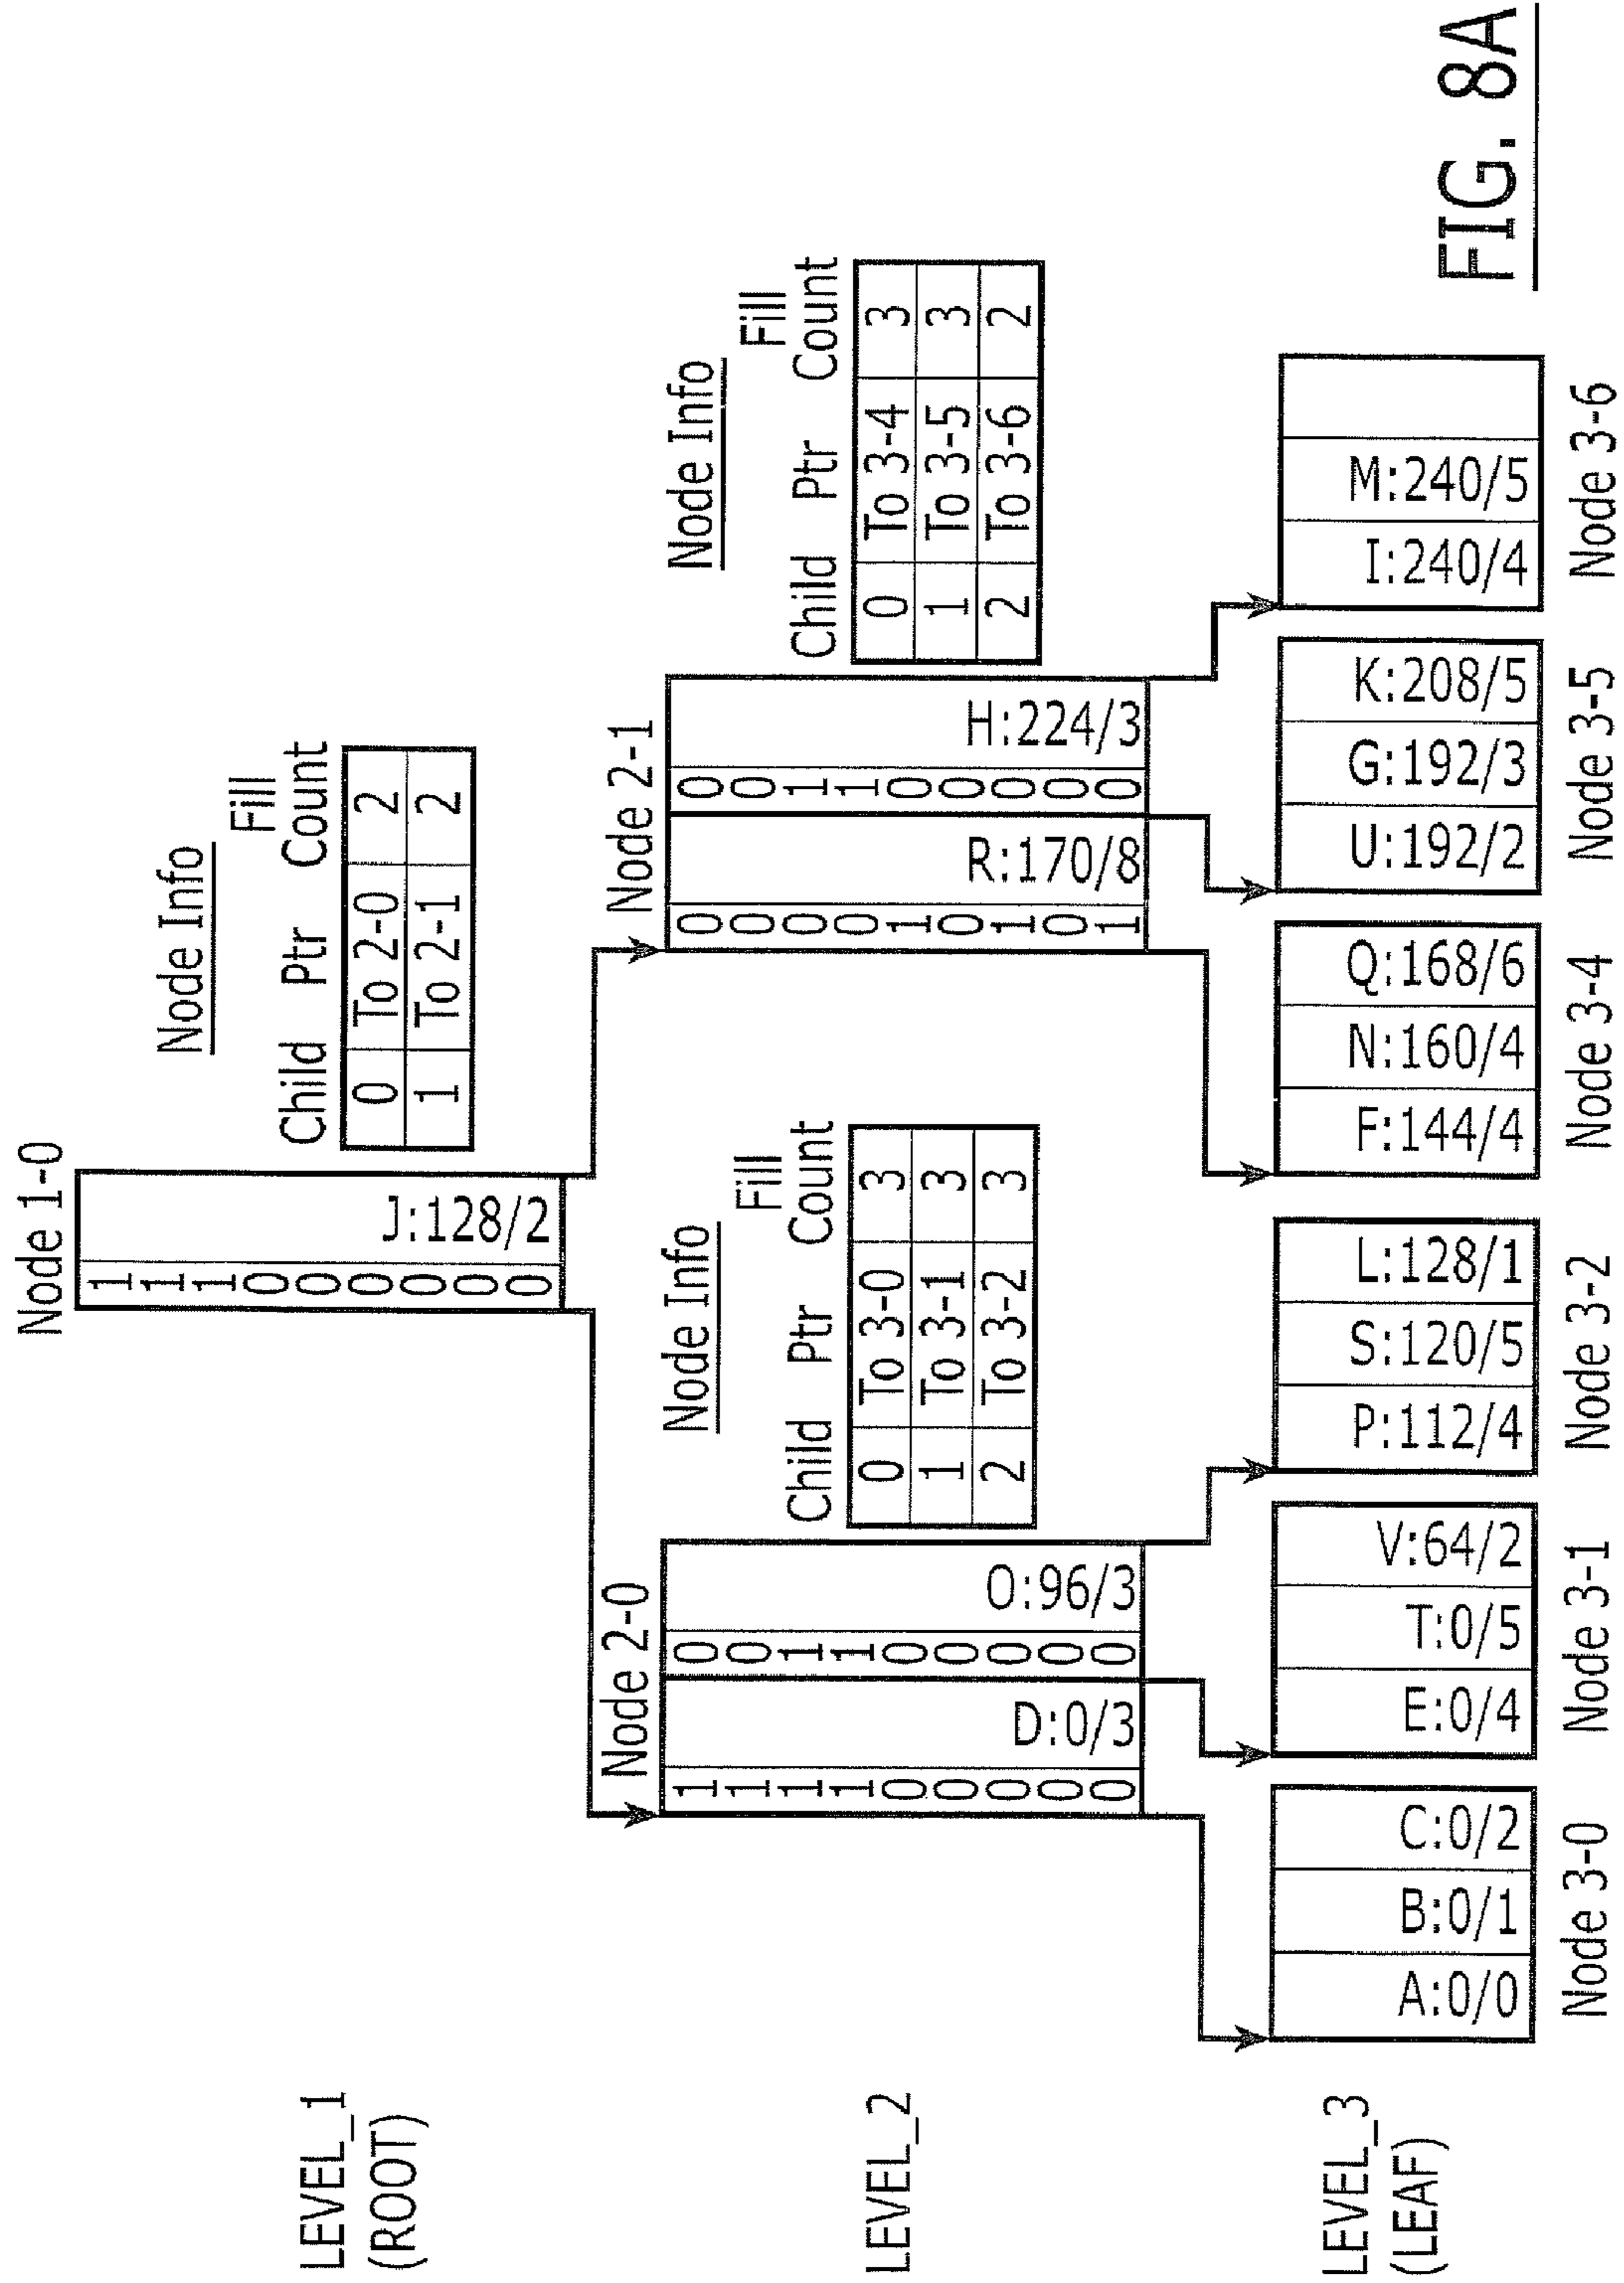 Node 1-0
1 1 1 0 0 0 0 0 0
J:128/2
Node Info
Child Ptr Fill Count
0 To 2-0 2
1 To 2-1 2
LEVEL_1
(ROOT)
Node 2-0
1 1 1 1 0 0 0 0 0
D:0/3
0 0 1 1 0 0 0 0 0
O:96/3
Node Info
Child Ptr Fill Count
0 To 3-0 3
1 To 3-1 3
2 To 3-2 3
Node 2-1
0 0 0 0 1 0 1 0 1
R:170/8
0 0 1 1 0 0 0 0 0
H:224/3
Node Info
Child Ptr Fill Count
0 To 3-4 3
1 To 3-5 3
2 To 3-6 2
LEVEL_2
LEVEL_3
(LEAF)
A:0/0 B:0/1 C:0/2
Node 3-0
E:0/4 T:0/5 V:64/2
Node 3-1
P:112/4 S:120/5 L:128/1
Node 3-2
F:144/4 N:160/4 Q:168/6
Node 3-4
U:192/2 G:192/3 K:208/5
Node 3-5
I:240/4 M:240/5
Node 3-6
FIG. 8A